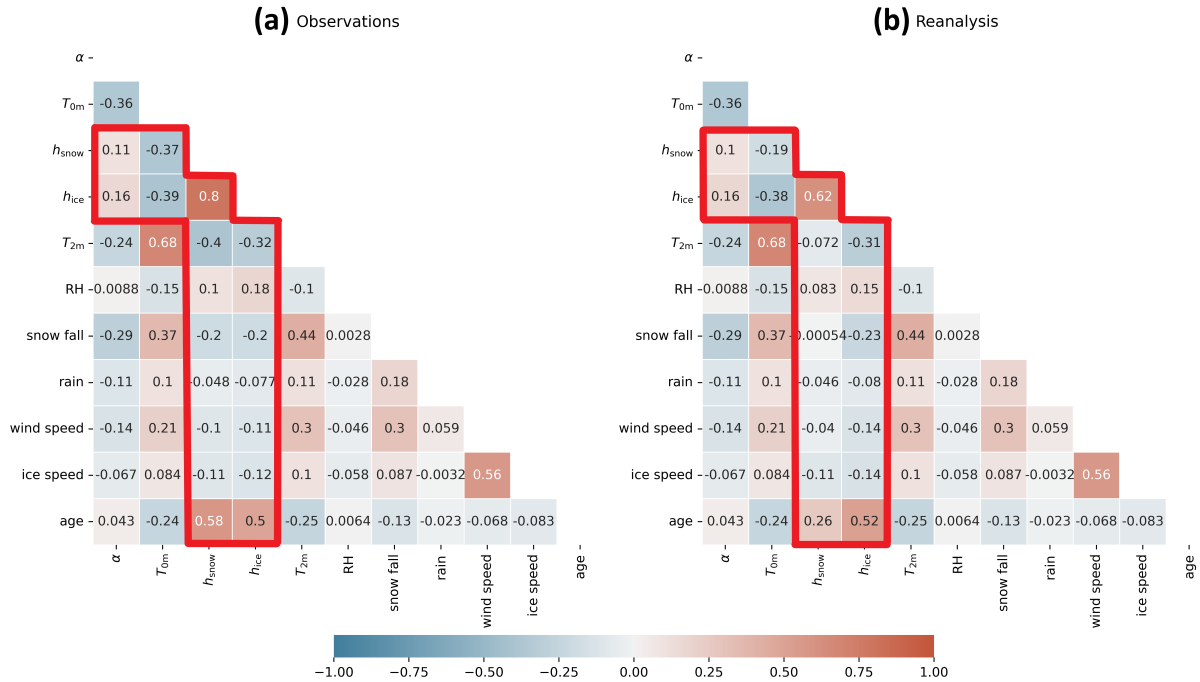 (a) Observations
α
T0m -0.36
hsnow 0.11 -0.37
hice 0.16 -0.39 0.8
T2m -0.24 0.68 -0.4 -0.32
RH -0.0088 -0.15 0.1 0.18 -0.1
snow fall -0.29 0.37 -0.2 -0.2 0.44 0.0028
rain -0.11 0.1 -0.048 -0.077 0.11 -0.028 0.18
wind speed -0.14 0.21 -0.1 -0.11 0.3 -0.046 0.3 0.059
ice speed -0.067 0.084 -0.11 -0.12 0.1 -0.058 0.087 -0.0032 0.56
age 0.043 -0.24 0.58 0.5 -0.25 0.0064 -0.13 -0.023 -0.068 -0.083
α T0m hsnow hice T2m RH snow fall rain wind speed ice speed age
(b) Reanalysis
α
T0m -0.36
hsnow 0.1 -0.19
hice 0.16 -0.38 0.62
T2m -0.24 0.68 -0.072 -0.31
RH -0.0088 -0.15 0.083 0.15 -0.1
snow fall -0.29 0.37 0.00054 -0.23 0.44 0.0028
rain -0.11 0.1 -0.046 -0.08 0.11 -0.028 0.18
wind speed -0.14 0.21 -0.04 -0.14 0.3 -0.046 0.3 0.059
ice speed -0.067 0.084 -0.11 -0.14 0.1 -0.058 0.087 -0.0032 0.56
age 0.043 -0.24 0.26 0.52 -0.25 0.0064 -0.13 -0.023 -0.068 -0.083
α T0m hsnow hice T2m RH snow fall rain wind speed ice speed age
−1.00 −0.75 −0.50 −0.25 0.00 0.25 0.50 0.75 1.00